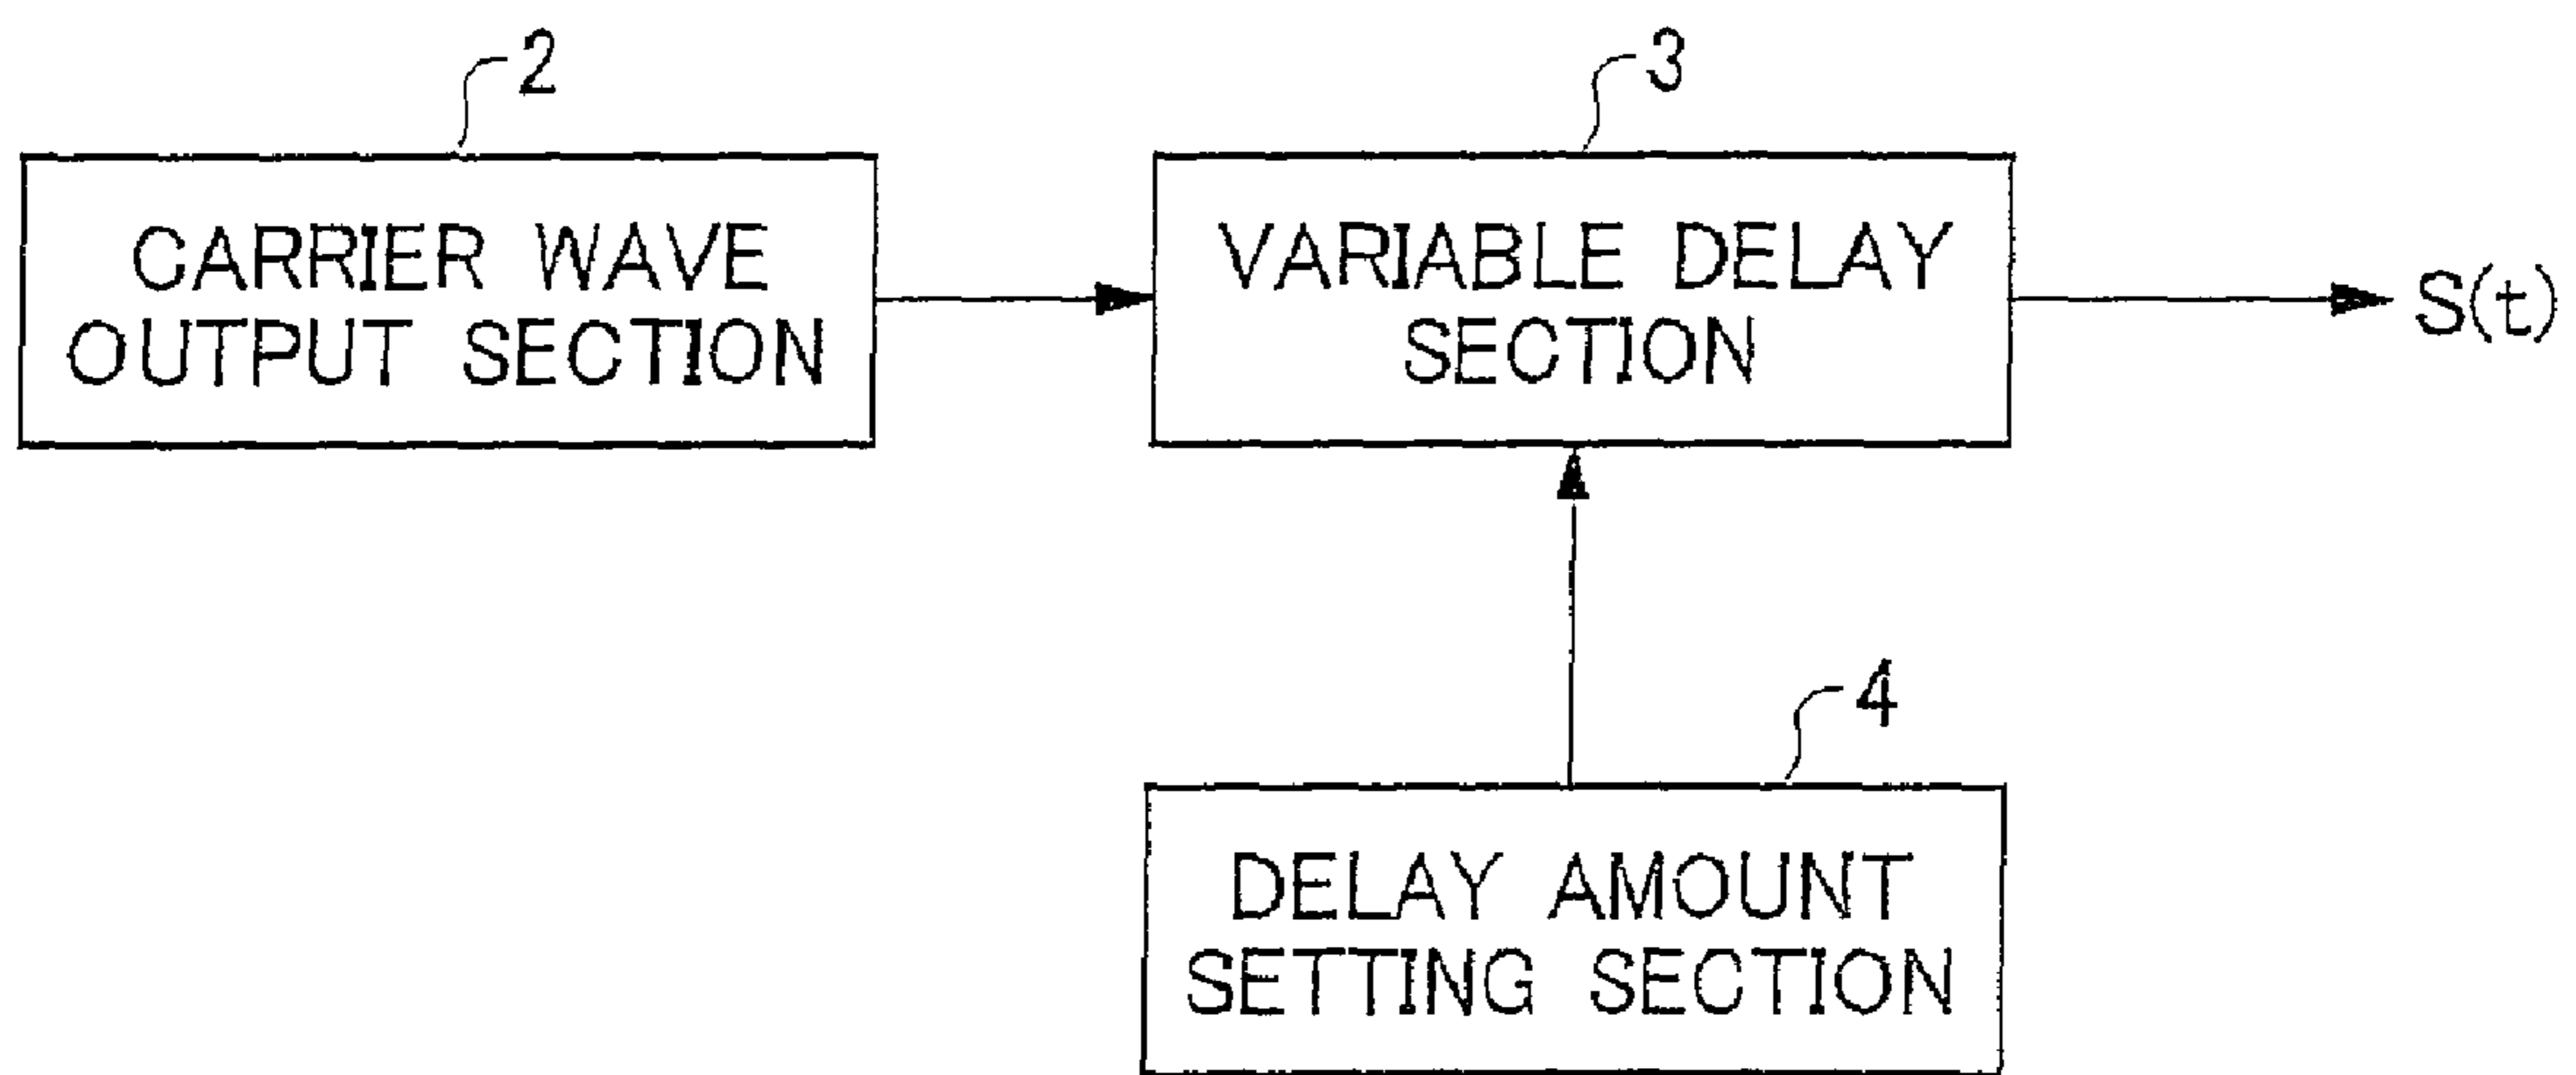 2
3
CARRIER WAVE
OUTPUT SECTION
VARIABLE DELAY
SECTION
S(t)
4
DELAY AMOUNT
SETTING SECTION